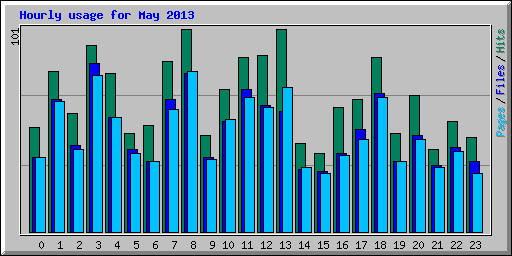 Hourly usage for May 2013
101
Pages/Files/Hits
0 1 2 3 4 5 6 7 8 9 10 11 12 13 14 15 16 17 18 19 20 21 22 23